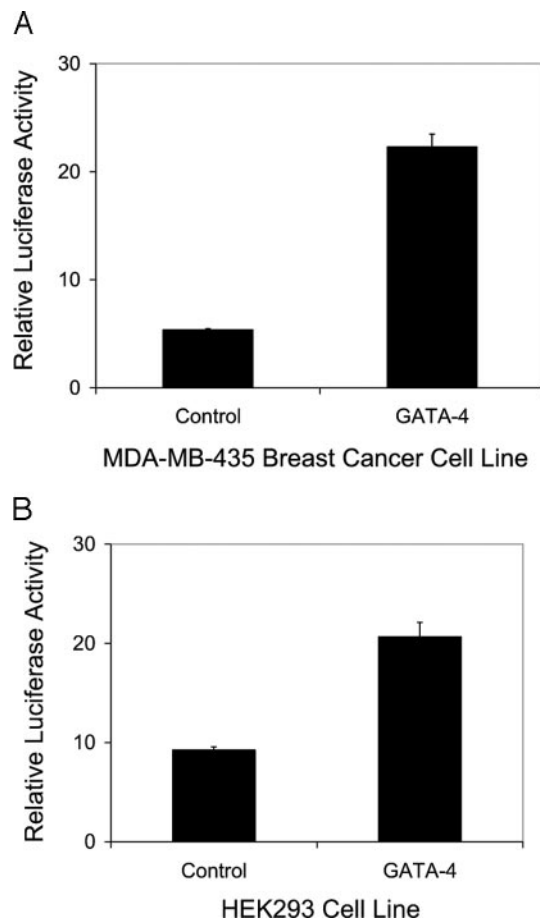 A
Relative Luciferase Activity
30
20
10
0
Control GATA-4
MDA-MB-435 Breast Cancer Cell Line
B
Relative Luciferase Activity
30
20
10
0
Control GATA-4
HEK293 Cell Line